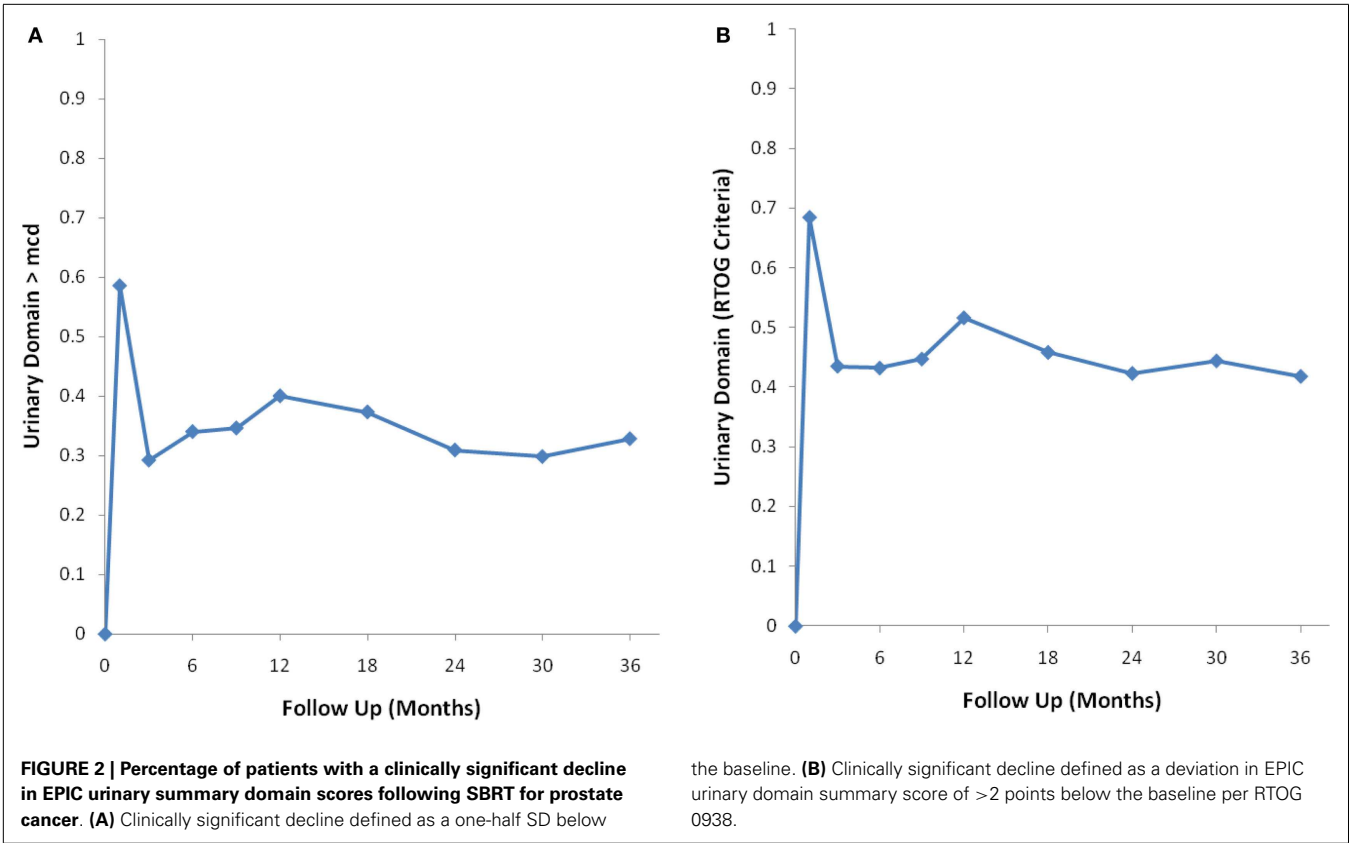 A
1
0.9
0.8
0.7
0.6
0.5
0.4
0.3
0.2
0.1
0
Urinary Domain > mcd
0 6 12 18 24 30 36
Follow Up (Months)
B
1
0.9
0.8
0.7
0.6
0.5
0.4
0.3
0.2
0.1
0
Urinary Domain (RTOG Criteria)
0 6 12 18 24 30 36
Follow Up (Months)
FIGURE 2 | Percentage of patients with a clinically significant decline
in EPIC urinary summary domain scores following SBRT for prostate
cancer. (A) Clinically significant decline defined as a one-half SD below
the baseline. (B) Clinically significant decline defined as a deviation in EPIC
urinary domain summary score of >2 points below the baseline per RTOG
0938.